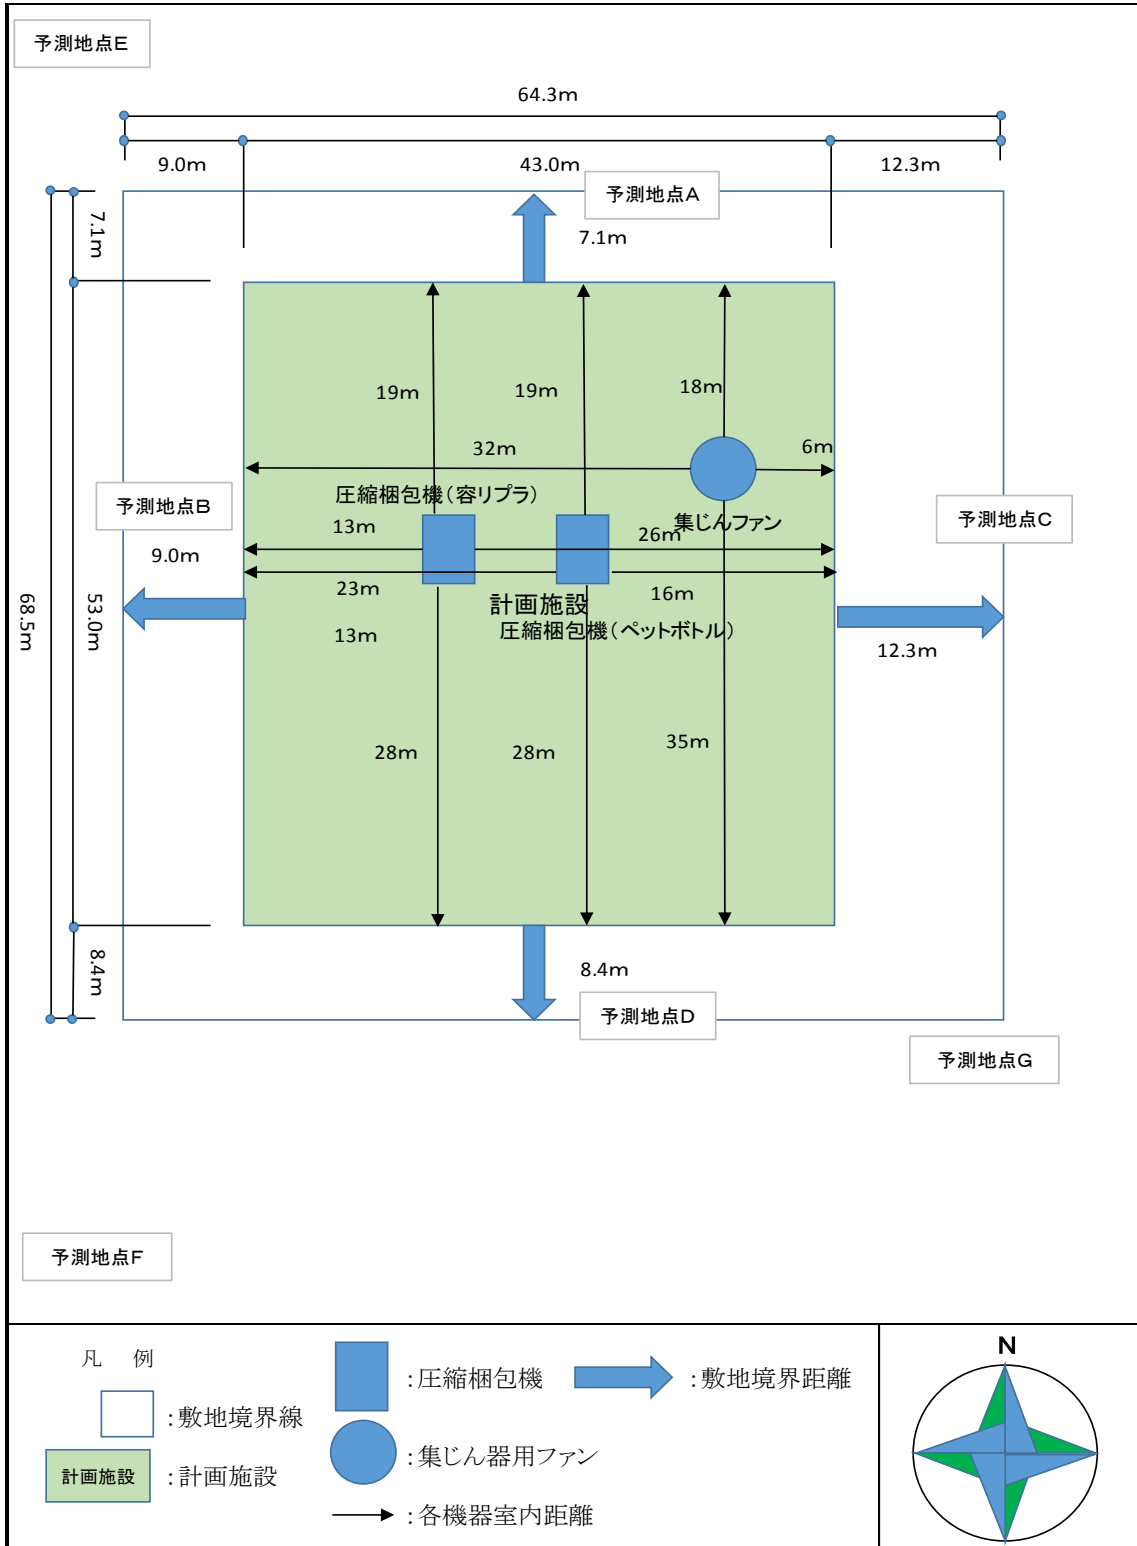 予測地点E
64.3m
9.0m
43.0m
12.3m
予測地点A
7.1m
7.1m
19m
19m
18m
32m
6m
圧縮梱包機(容リプラ)
予測地点B
予測地点C
集じんファン
13m
26m
9.0m
23m
16m
計画施設
13m
圧縮梱包機(ペットボトル)
68.5m
53.0m
12.3m
28m
28m
35m
8.4m
8.4m
予測地点D
予測地点G
予測地点F
凡 例
:敷地境界線
計画施設
:計画施設
:圧縮梱包機
:集じん器用ファン
:各機器室内距離
:敷地境界距離
N